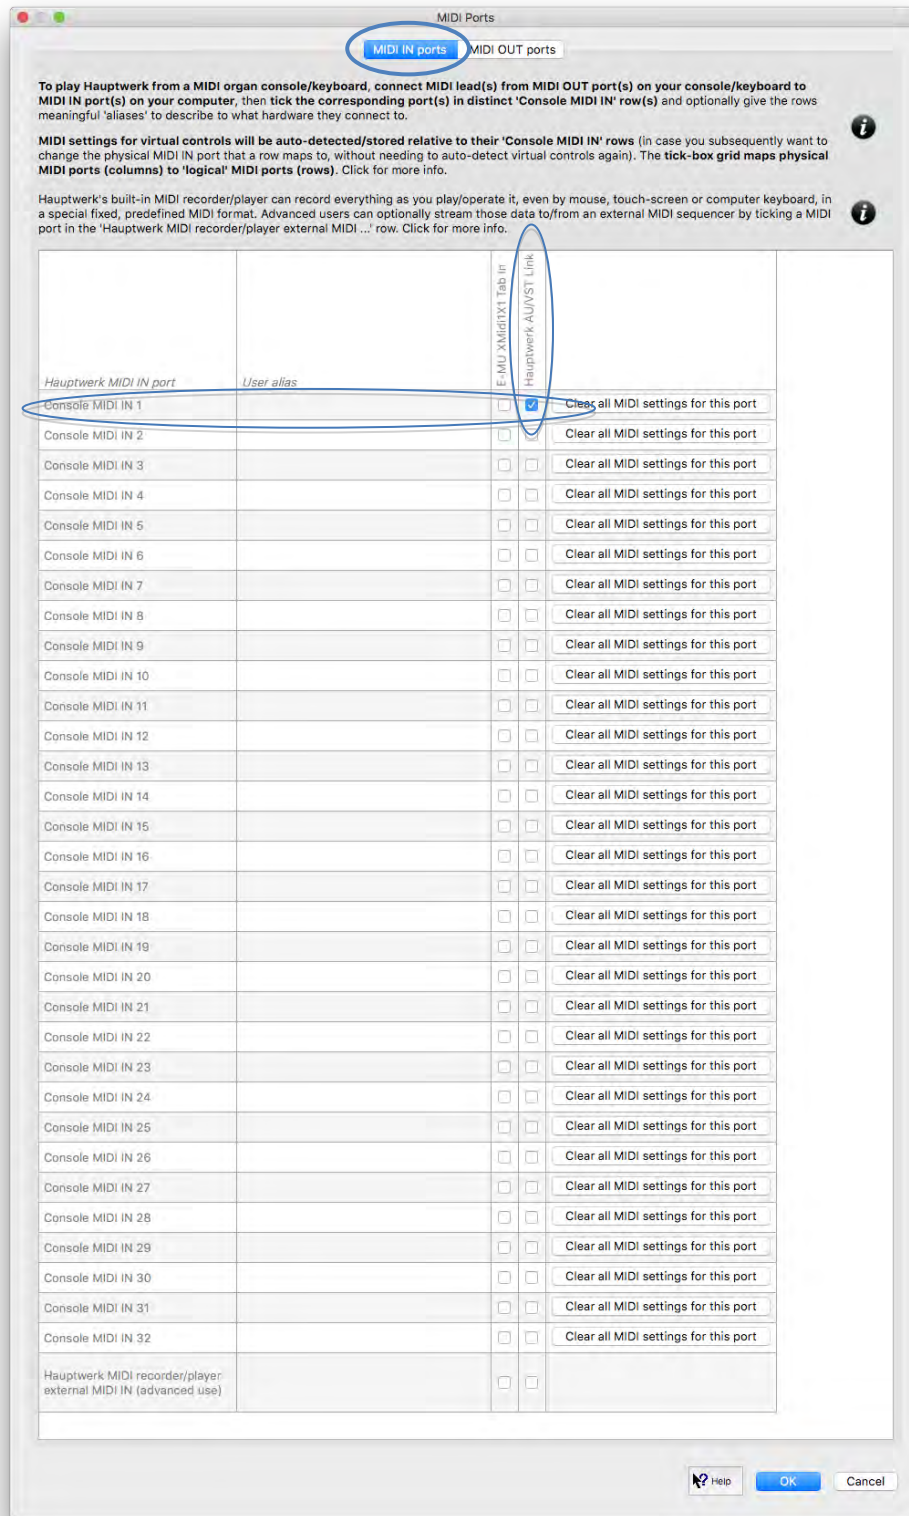 MIDI Ports
MIDI IN ports MIDI OUT ports
To play Hauptwerk from a MIDI organ console/keyboard, connect MIDI lead(s) from MIDI OUT port(s) on your console/keyboard to
MIDI IN port(s) on your computer, then tick the corresponding port(s) in distinct 'Console MIDI IN' row(s) and optionally give the rows
meaningful 'aliases' to describe to what hardware they connect to.
MIDI settings for virtual controls will be auto-detected/stored relative to their 'Console MIDI IN' rows (in case you subsequently want to
change the physical MIDI IN port that a row maps to, without needing to auto-detect virtual controls again). The tick-box grid maps physical
MIDI ports (columns) to 'logical' MIDI ports (rows). Click for more info.
Hauptwerk's built-in MIDI recorder/player can record everything as you play/operate it, even by mouse, touch-screen or computer keyboard, in
a special fixed, predefined MIDI format. Advanced users can optionally stream those data to/from an external MIDI sequencer by ticking a MIDI
port in the 'Hauptwerk MIDI recorder/player external MIDI ...' row. Click for more info.
Hauptwerk MIDI IN port User alias E-MU XMidi1X1 Tab In Hauptwerk AU/VST Link
Console MIDI IN 1 Clear all MIDI settings for this port
Console MIDI IN 2 Clear all MIDI settings for this port
Console MIDI IN 3 Clear all MIDI settings for this port
Console MIDI IN 4 Clear all MIDI settings for this port
Console MIDI IN 5 Clear all MIDI settings for this port
Console MIDI IN 6 Clear all MIDI settings for this port
Console MIDI IN 7 Clear all MIDI settings for this port
Console MIDI IN 8 Clear all MIDI settings for this port
Console MIDI IN 9 Clear all MIDI settings for this port
Console MIDI IN 10 Clear all MIDI settings for this port
Console MIDI IN 11 Clear all MIDI settings for this port
Console MIDI IN 12 Clear all MIDI settings for this port
Console MIDI IN 13 Clear all MIDI settings for this port
Console MIDI IN 14 Clear all MIDI settings for this port
Console MIDI IN 15 Clear all MIDI settings for this port
Console MIDI IN 16 Clear all MIDI settings for this port
Console MIDI IN 17 Clear all MIDI settings for this port
Console MIDI IN 18 Clear all MIDI settings for this port
Console MIDI IN 19 Clear all MIDI settings for this port
Console MIDI IN 20 Clear all MIDI settings for this port
Console MIDI IN 21 Clear all MIDI settings for this port
Console MIDI IN 22 Clear all MIDI settings for this port
Console MIDI IN 23 Clear all MIDI settings for this port
Console MIDI IN 24 Clear all MIDI settings for this port
Console MIDI IN 25 Clear all MIDI settings for this port
Console MIDI IN 26 Clear all MIDI settings for this port
Console MIDI IN 27 Clear all MIDI settings for this port
Console MIDI IN 28 Clear all MIDI settings for this port
Console MIDI IN 29 Clear all MIDI settings for this port
Console MIDI IN 30 Clear all MIDI settings for this port
Console MIDI IN 31 Clear all MIDI settings for this port
Console MIDI IN 32 Clear all MIDI settings for this port
Hauptwerk MIDI recorder/player
external MIDI IN (advanced use)
Help OK Cancel